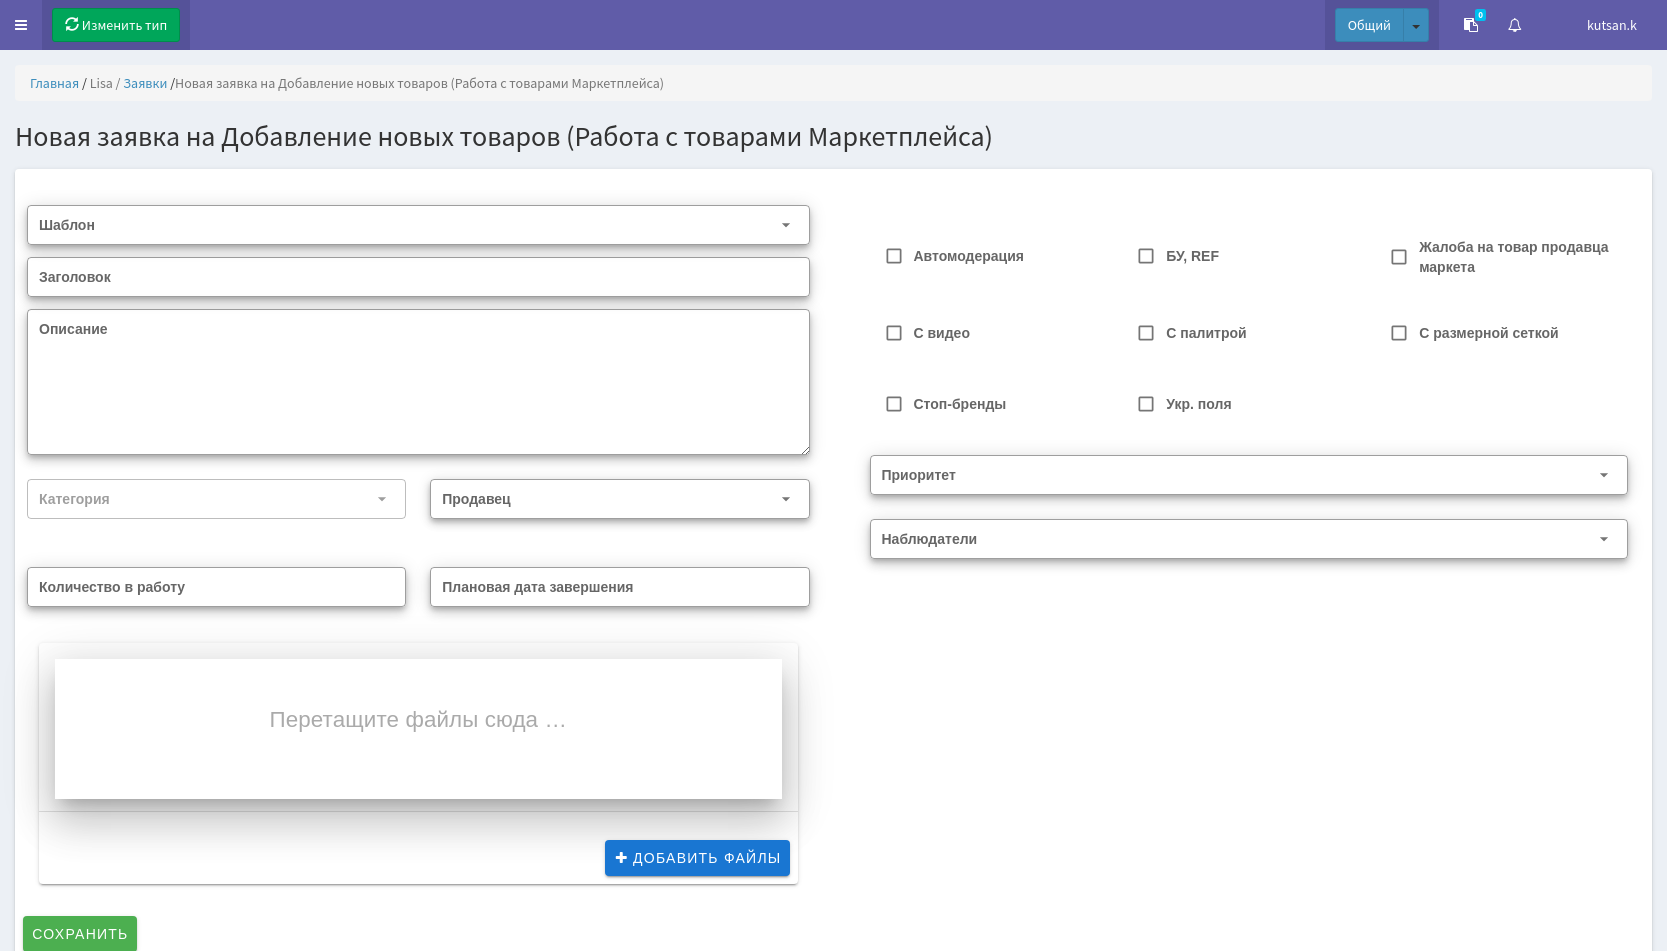 Изменить тип
Общий
0
kutsan.k
Главная / Lisa / Заявки /Новая заявка на Добавление новых товаров (Работа с товарами Маркетплейса)
Новая заявка на Добавление новых товаров (Работа с товарами Маркетплейса)
Шаблон
Заголовок
Описание
Категория
Продавец
Количество в работу
Плановая дата завершения
Перетащите файлы сюда …
ДОБАВИТЬ ФАЙЛЫ
СОХРАНИТЬ
Автомодерация
БУ, REF
Жалоба на товар продавца
маркета
С видео
С палитрой
С размерной сеткой
Стоп-бренды
Укр. поля
Приоритет
Наблюдатели